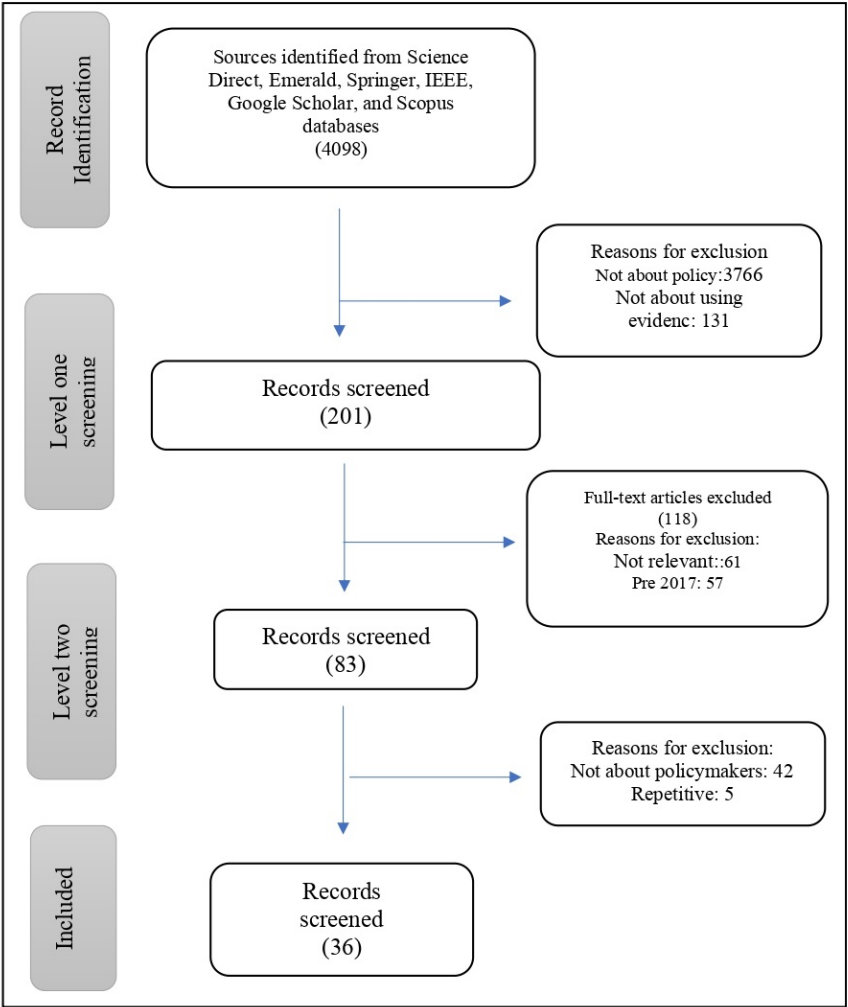 Record
Identification
Sources identified from Science
Direct, Emerald, Springer, IEEE,
Google Scholar, and Scopus
databases
(4098)
Reasons for exclusion
Not about policy:3766
Not about using
evidenc: 131
Level one
screening
Records screened
(201)
Full-text articles excluded
(118)
Reasons for exclusion:
Not relevant::61
Pre 2017: 57
Level two
screening
Records screened
(83)
Reasons for exclusion:
Not about policymakers: 42
Repetitive: 5
Included
Records
screened
(36)